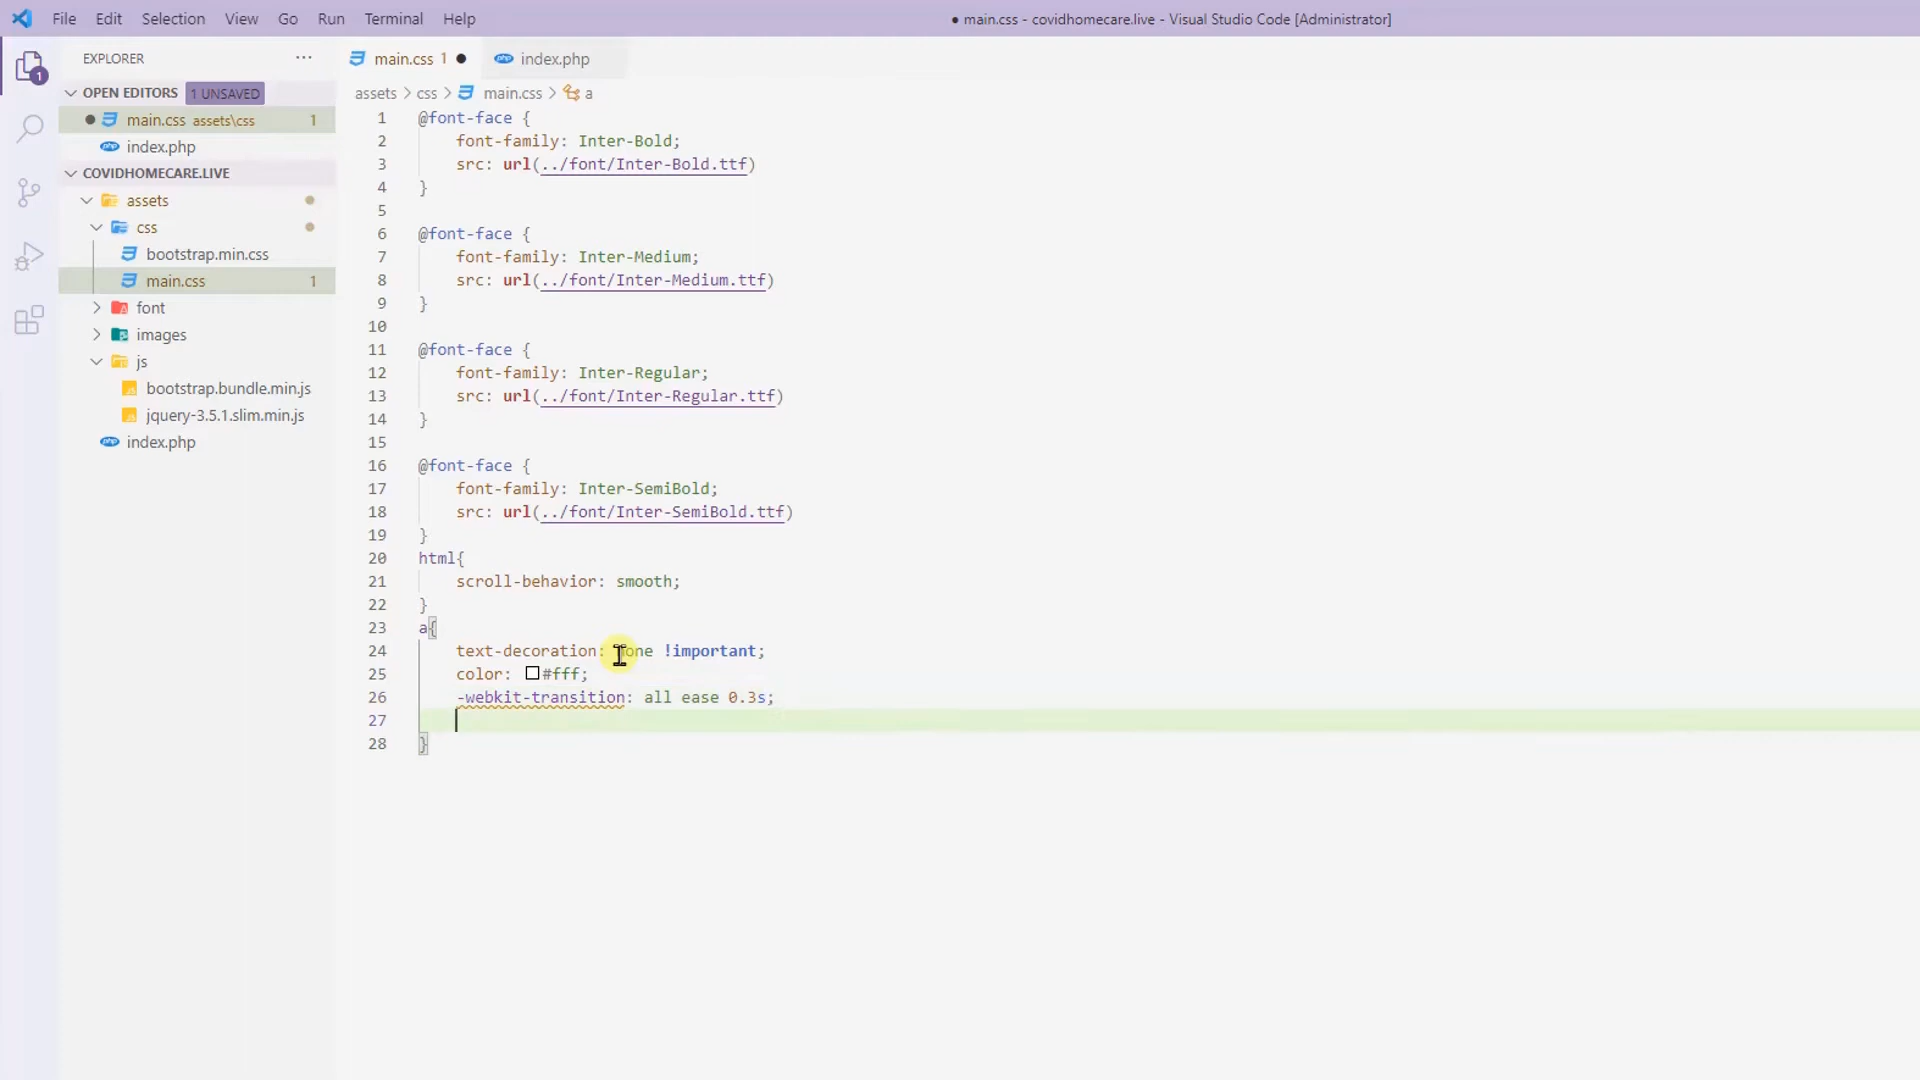 File Edit Selection View Go Run Terminal Help
● main.css - covidhomecare.live - Visual Studio Code [Administrator]
1
EXPLORER ...
OPEN EDITORS 1 UNSAVED
● main.css assets\css 1
php index.php
COVIDHOMECARE.LIVE
assets
css
bootstrap.min.css
main.css 1
font
images
js
bootstrap.bundle.min.js
jquery-3.5.1.slim.min.js
php index.php
main.css 1 ●
php index.php
assets > css > main.css > a
1 @font-face {
2 font-family: Inter-Bold;
3 src: url(../font/Inter-Bold.ttf)
4 }
5
6 @font-face {
7 font-family: Inter-Medium;
8 src: url(../font/Inter-Medium.ttf)
9 }
10
11 @font-face {
12 font-family: Inter-Regular;
13 src: url(../font/Inter-Regular.ttf)
14 }
15
16 @font-face {
17 font-family: Inter-SemiBold;
18 src: url(../font/Inter-SemiBold.ttf)
19 }
20 html{
21 scroll-behavior: smooth;
22 }
23 a{
24 text-decoration: none !important;
25 color: #fff;
26 -webkit-transition: all ease 0.3s;
27
28 }